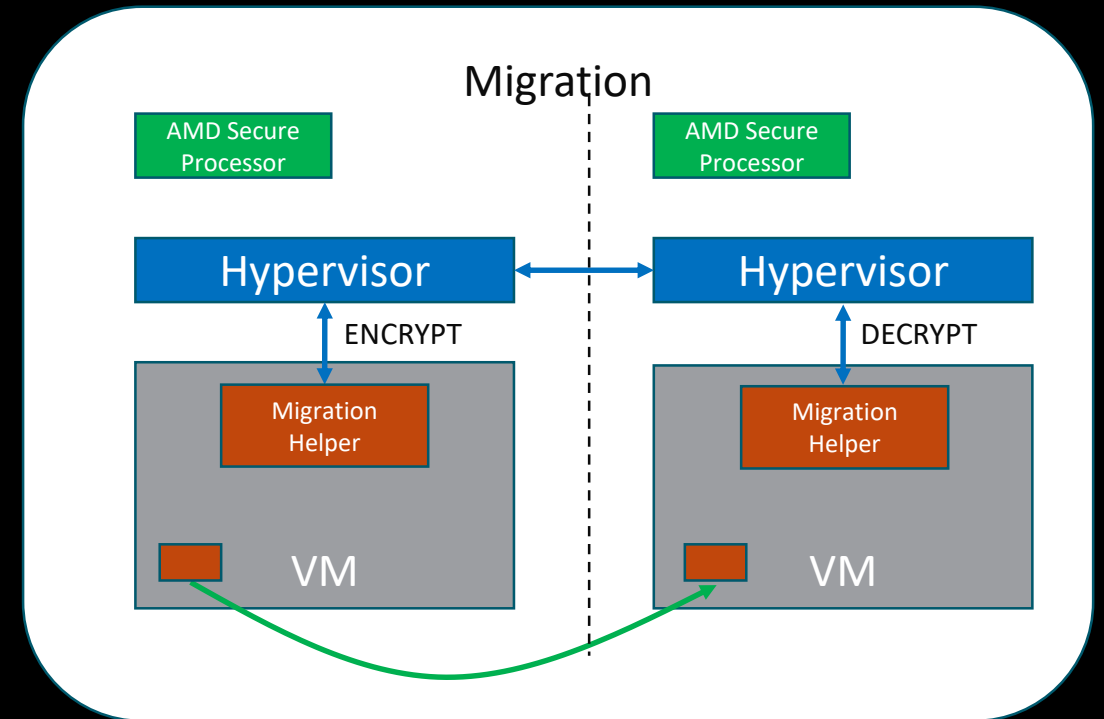 Migration
AMD Secure
Processor
AMD Secure
Processor
Hypervisor
Hypervisor
ENCRYPT
DECRYPT
Migration
Helper
Migration
Helper
VM
VM